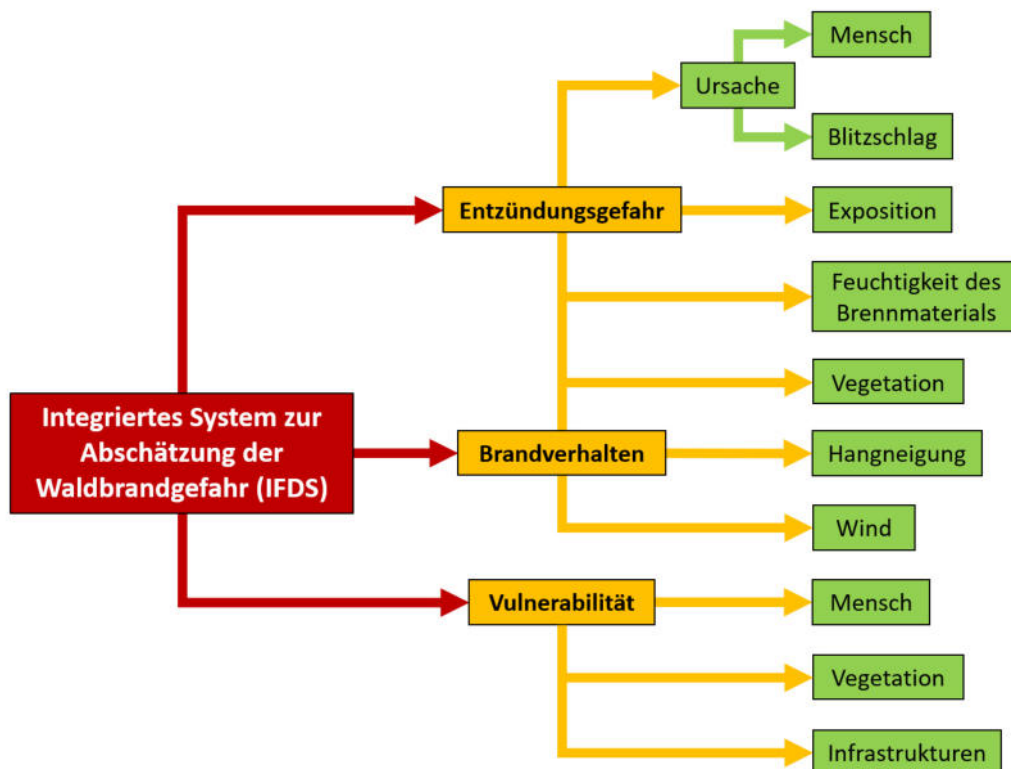 Mensch
Ursache
Blitzschlag
Entzündungsgefahr
Exposition
Feuchtigkeit des
Brennmaterials
Vegetation
Integriertes System zur
Abschätzung der
Waldbrandgefahr (IFDS)
Brandverhalten
Hangneigung
Wind
Vulnerabilität
Mensch
Vegetation
Infrastrukturen